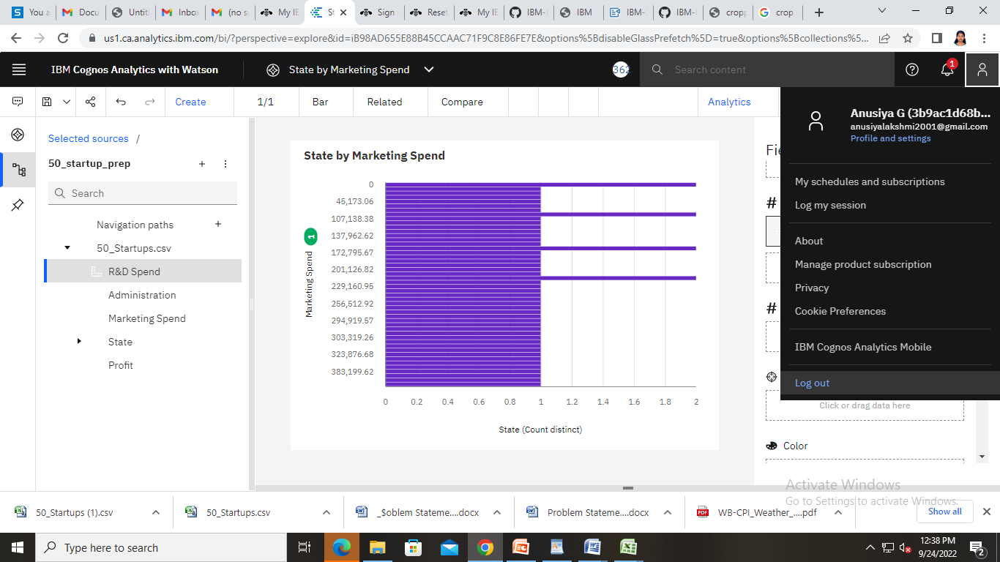 You a
Docu
Untitl
Inbox
(no s
My IB
St
Sign
Reset
My IB
IBM-
IBM
IBM-
IBM-
cropp
crop
us1.ca.analytics.ibm.com/bi/?perspective=explore&id=iB98AD655E88B45CCAAC71F9C8E86FE7E&options%5BdisableGlassPrefetch%5D=true&options%5Bcollections%5...
IBM Cognos Analytics with Watson
State by Marketing Spend
362
Search content
1
Create
1/1
Bar
Related
Compare
Analytics
Fie
Anusiya G (3b9ac1d68b...
anusiyalakshmi2001@gmail.com
Profile and settings
My schedules and subscriptions
Log my session
About
Manage product subscription
Privacy
Cookie Preferences
IBM Cognos Analytics Mobile
Log out
Selected sources /
50_startup_prep
Search
Navigation paths
50_Startups.csv
R&D Spend
Administration
Marketing Spend
State
Profit
State by Marketing Spend
0
45,173.06
107,138.38
137,962.62
172,795.67
201,126.82
229,160.95
256,512.92
294,919.57
303,319.26
323,876.68
383,199.62
Marketing Spend
1
0 0.2 0.4 0.6 0.8 1 1.2 1.4 1.6 1.8 2
State (Count distinct)
#
#
Click or drag data here
Color
Activate Windows
Go to Settings to activate Windows.
50_Startups (1).csv
50_Startups.csv
_$oblem Stateme....docx
Problem Stateme....docx
WB-CPI_Weather_....pdf
Show all
Type here to search
12:38 PM
9/24/2022
2